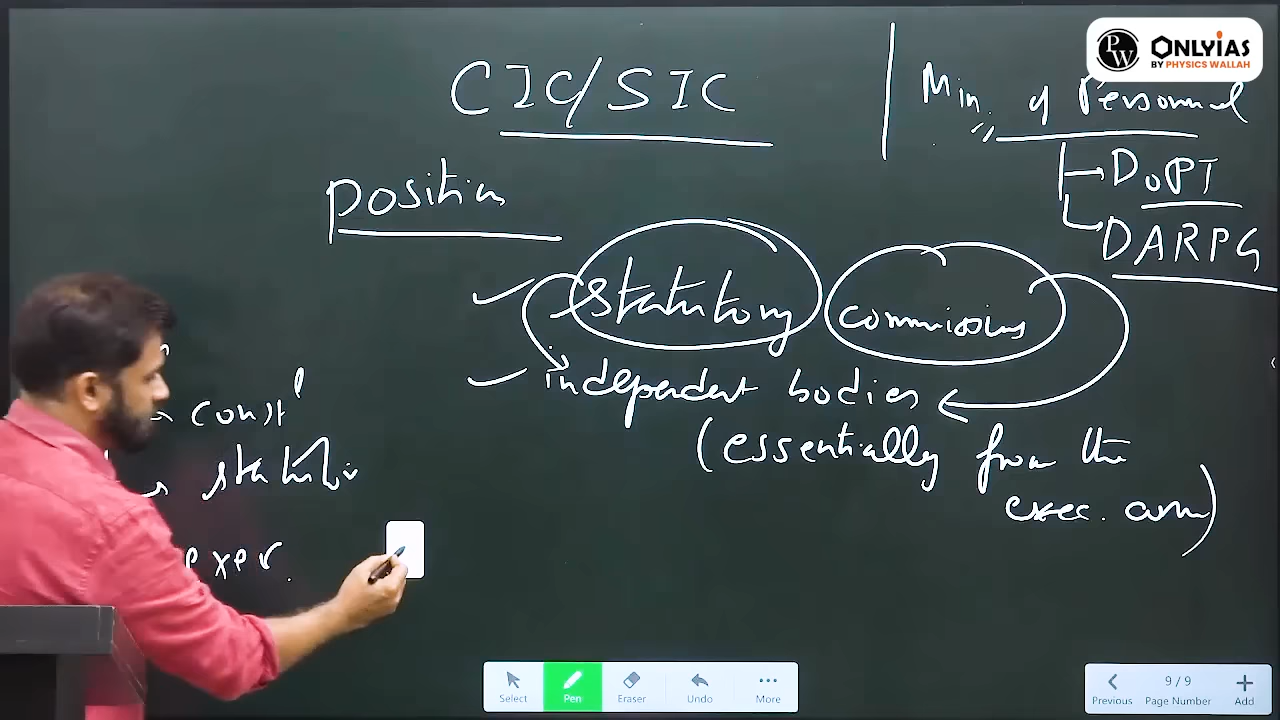 CIC/SIC
Min. of Personnel
DoPT
DARPG
position
statutory commissions
independent bodies
(essentially from the
exec. arm)
const'l
exer.
PW ONLYIAS
BY PHYSICS WALLAH
Select Pen Eraser Undo More
9 / 9
Previous Page Number Add